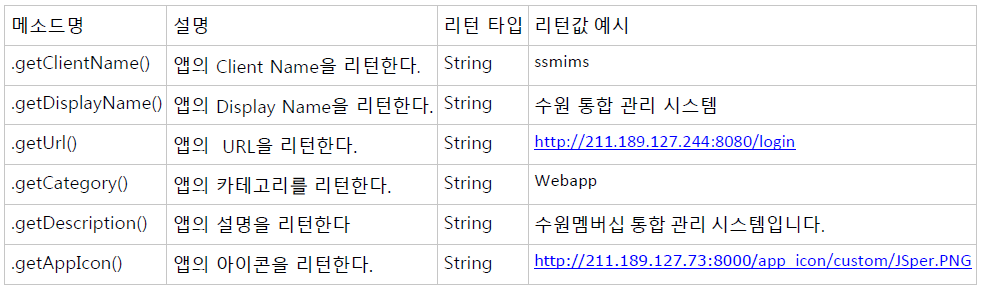 메소드명 설명 리턴 타입 리턴값 예시
.getClientName() 앱의 Client Name을 리턴한다. String ssmims
.getDisplayName() 앱의 Display Name을 리턴한다. String 수원 통합 관리 시스템
.getUrl() 앱의 URL을 리턴한다. String http://211.189.127.244:8080/login
.getCategory() 앱의 카테고리를 리턴한다. String Webapp
.getDescription() 앱의 설명을 리턴한다 String 수원멤버십 통합 관리 시스템입니다.
.getAppIcon() 앱의 아이콘을 리턴한다. String http://211.189.127.73:8000/app_icon/custom/JSper.PNG